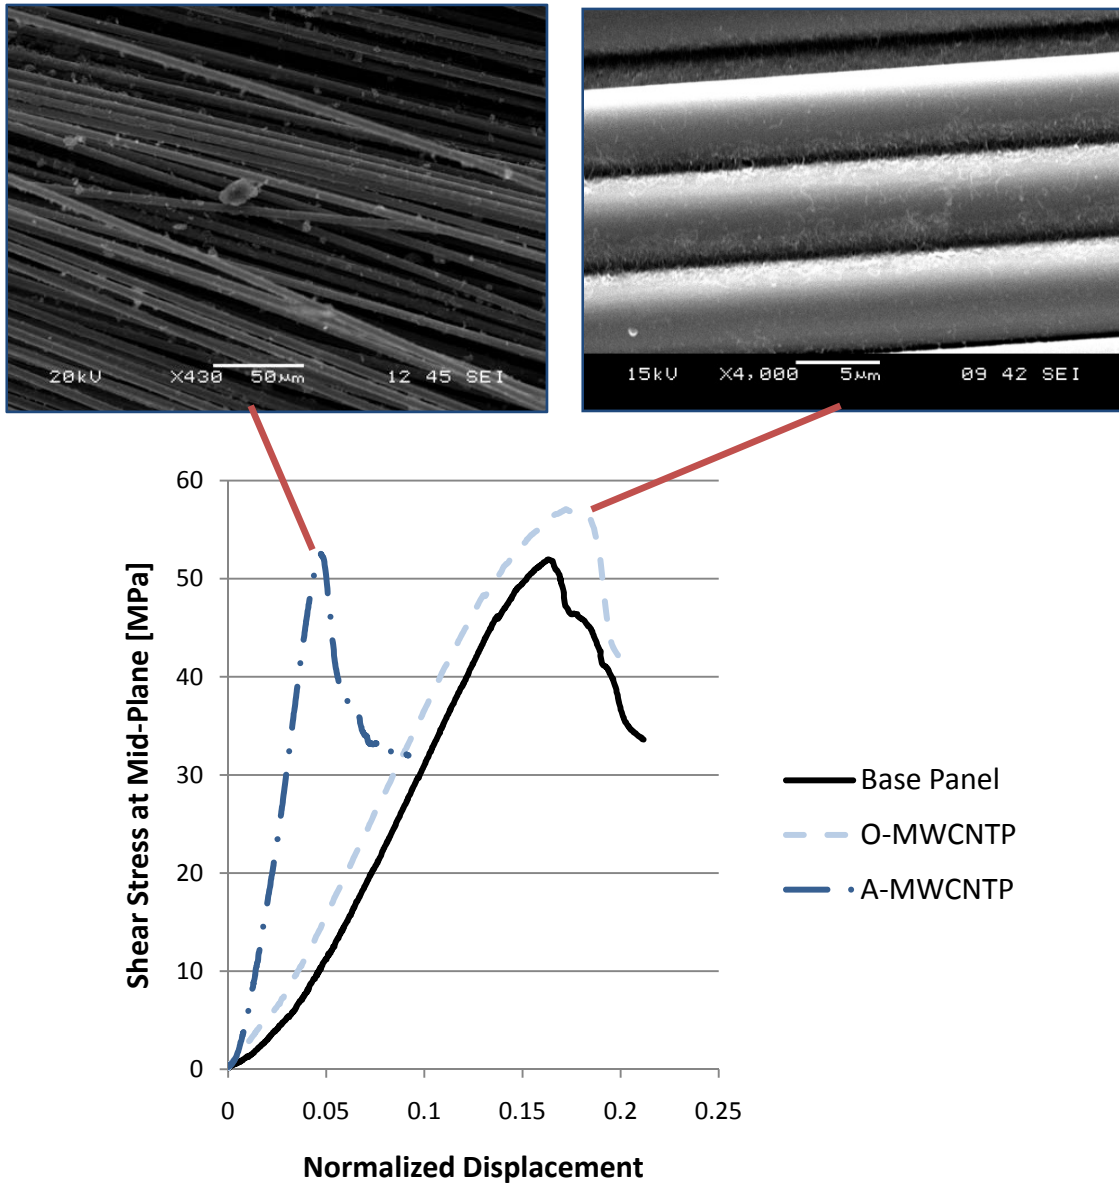 20kV X430 50μm 12 45 SEI
15kV X4,000 5μm 09 42 SEI
60
50
40
30
20
10
0
Shear Stress at Mid-Plane [MPa]
0 0.05 0.1 0.15 0.2 0.25
Normalized Displacement
Base Panel
O-MWCNTP
A-MWCNTP